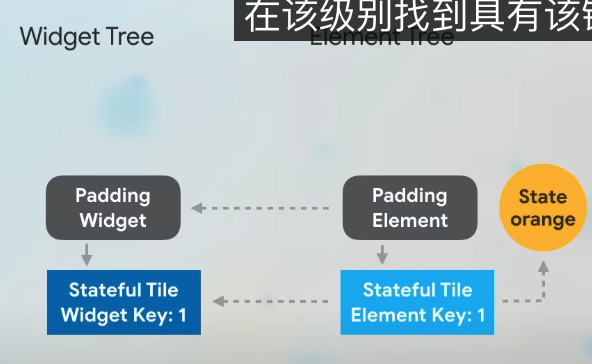 在该级别找到具有该
Widget Tree
Element Tree
Padding
Widget
Padding
Element
State
orange
Stateful Tile
Widget Key: 1
Stateful Tile
Element Key: 1